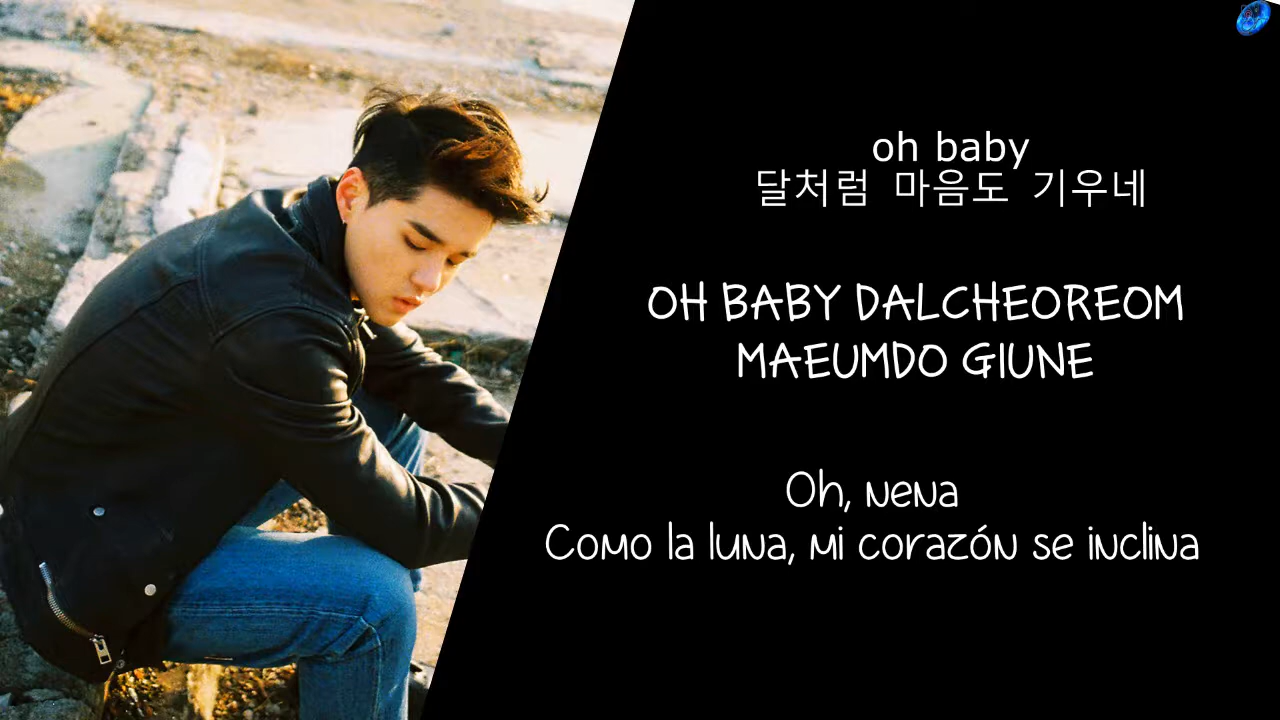 oh baby
달처럼 마음도 기우네
OH BABY DALCHEOREOM
MAEUMDO GIUNE
Oh, nena
Como la luna, mi corazón se inclina